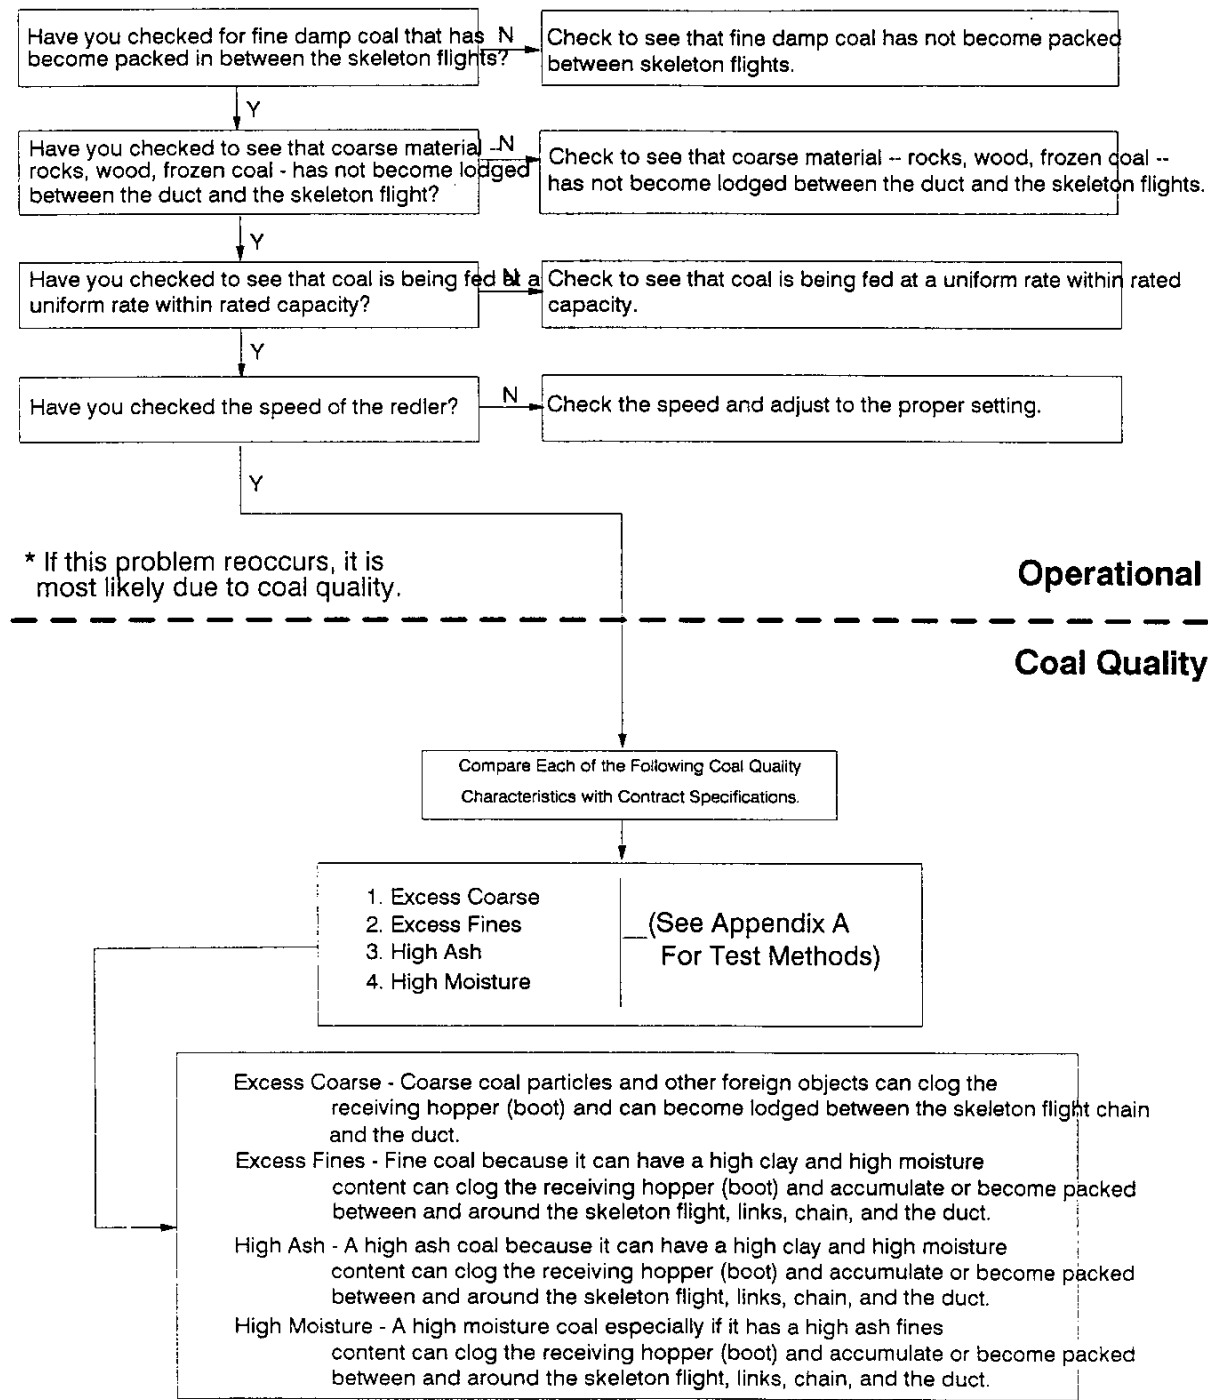 Have you checked for fine damp coal that has
become packed in between the skeleton flights?
N
Check to see that fine damp coal has not become packed
between skeleton flights.
Y
Have you checked to see that coarse material -
rocks, wood, frozen coal - has not become lodged
between the duct and the skeleton flight?
N
Check to see that coarse material -- rocks, wood, frozen coal --
has not become lodged between the duct and the skeleton flights.
Y
Have you checked to see that coal is being fed at a
uniform rate within rated capacity?
N
Check to see that coal is being fed at a uniform rate within rated
capacity.
Y
Have you checked the speed of the redler?
N
Check the speed and adjust to the proper setting.
Y
* If this problem reoccurs, it is
most likely due to coal quality.
Operational
Coal Quality
Compare Each of the Following Coal Quality
Characteristics with Contract Specifications.
1. Excess Coarse
2. Excess Fines
3. High Ash
4. High Moisture
(See Appendix A
For Test Methods)
Excess Coarse - Coarse coal particles and other foreign objects can clog the
receiving hopper (boot) and can become lodged between the skeleton flight chain
and the duct.
Excess Fines - Fine coal because it can have a high clay and high moisture
content can clog the receiving hopper (boot) and accumulate or become packed
between and around the skeleton flight, links, chain, and the duct.
High Ash - A high ash coal because it can have a high clay and high moisture
content can clog the receiving hopper (boot) and accumulate or become packed
between and around the skeleton flight, links, chain, and the duct.
High Moisture - A high moisture coal especially if it has a high ash fines
content can clog the receiving hopper (boot) and accumulate or become packed
between and around the skeleton flight, links, chain, and the duct.